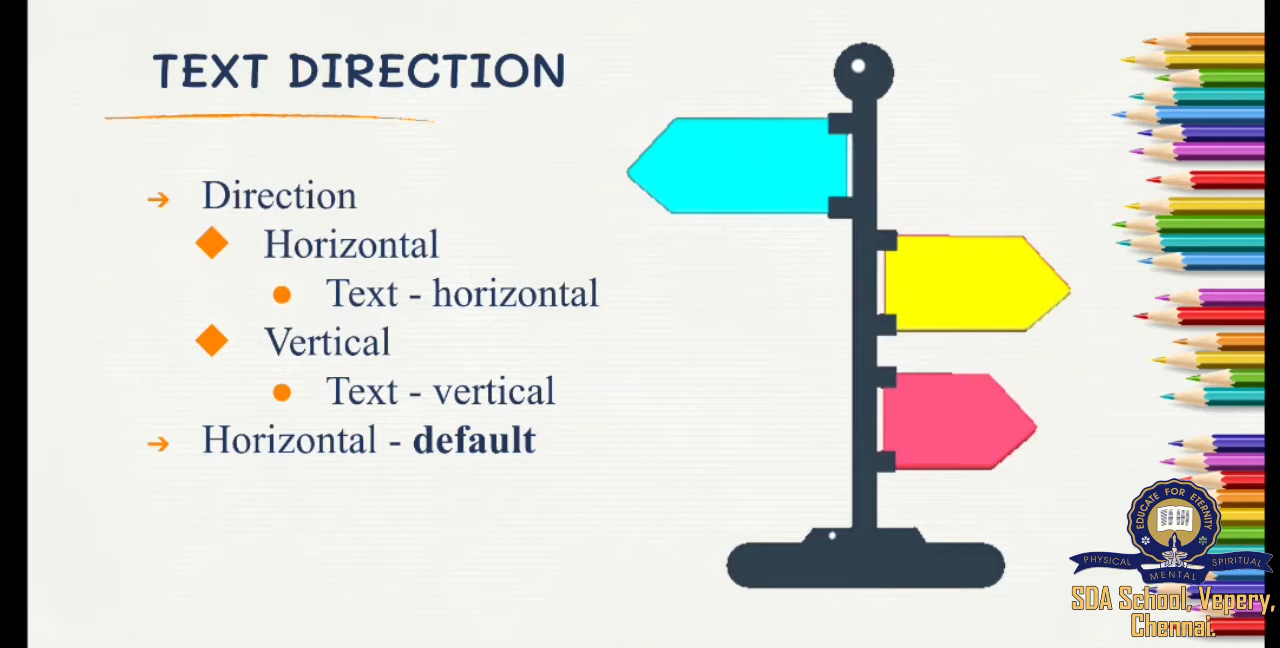 TEXT DIRECTION
Direction
Horizontal
Text - horizontal
Vertical
Text - vertical
Horizontal - default
EDUCATE FOR ETERNITY
PHYSICAL
MENTAL
SPIRITUAL
SDA School, Vepery,
Chennai.